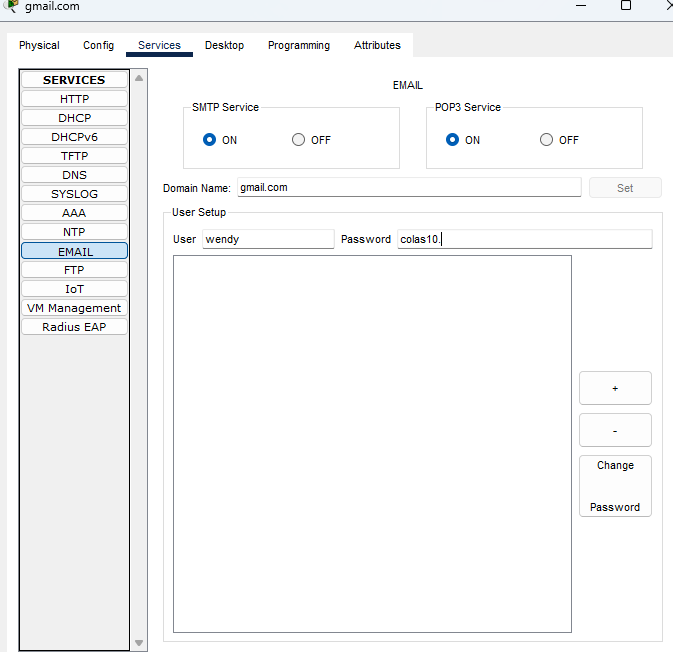 gmail.com
Physical Config Services Desktop Programming Attributes
SERVICES
HTTP
DHCP
DHCPv6
TFTP
DNS
SYSLOG
AAA
NTP
EMAIL
FTP
IoT
VM Management
Radius EAP
EMAIL
SMTP Service
ON OFF
POP3 Service
ON OFF
Domain Name: gmail.com Set
User Setup
User wendy Password colas10.
+
-
Change
Password